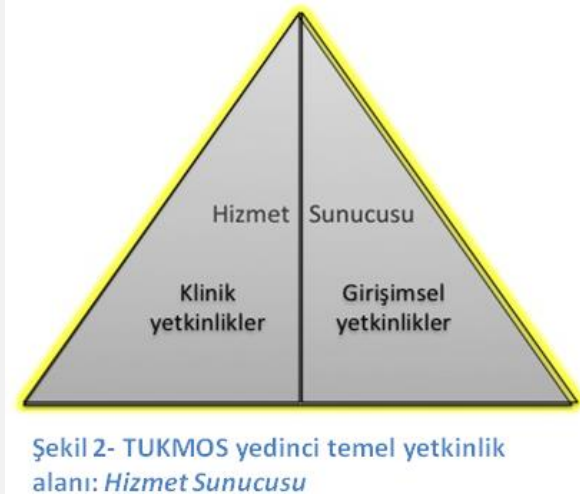 Hizmet Sunucusu
Klinik yetkinlikler
Girişimsel yetkinlikler
Şekil 2- TUKMOS yedinci temel yetkinlik
alanı: Hizmet Sunucusu